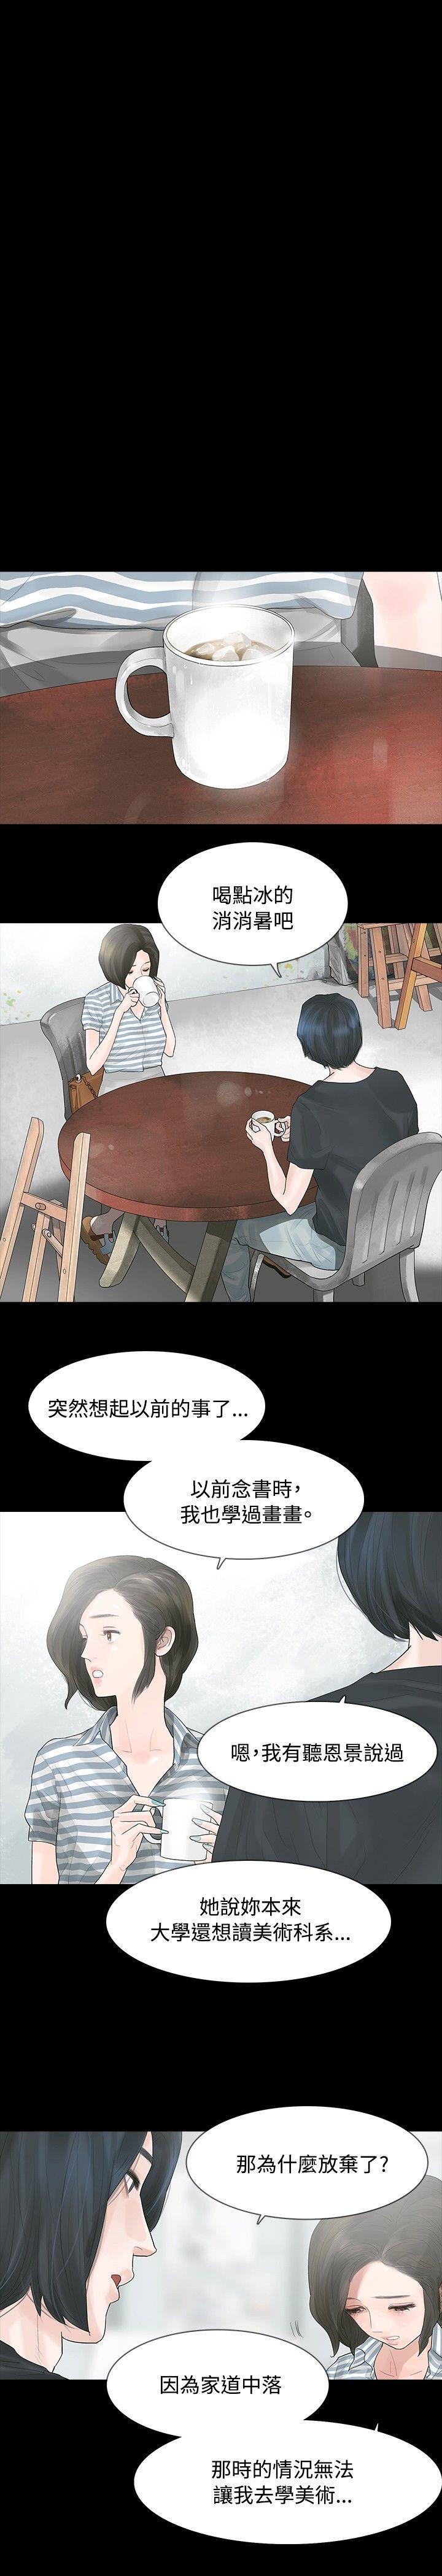 喝點冰的
消消暑吧
突然想起以前的事了...
以前念書時，
我也學過畫畫。
嗯，我有聽恩景說過
她說妳本來
大學還想讀美術科系...
那為什麼放棄了？
因為家道中落
那時的情況無法
讓我去學美術...